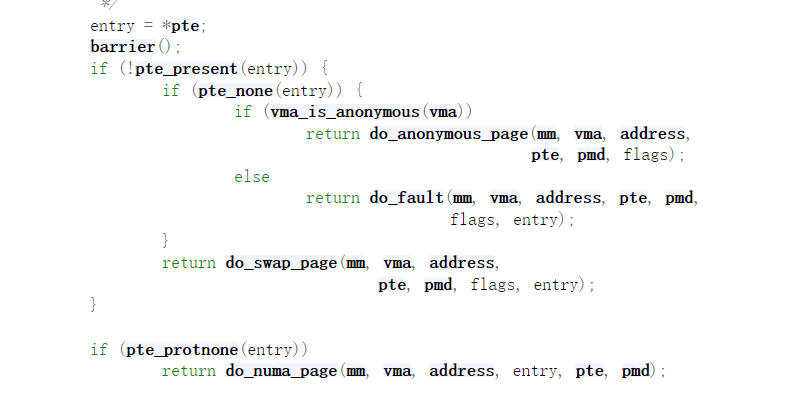 */
entry = *pte;
barrier();
if (!pte_present(entry)) {
if (pte_none(entry)) {
if (vma_is_anonymous(vma))
return do_anonymous_page(mm, vma, address,
pte, pmd, flags);
else
return do_fault(mm, vma, address, pte, pmd,
flags, entry);
}
return do_swap_page(mm, vma, address,
pte, pmd, flags, entry);
}
if (pte_protnone(entry))
return do_numa_page(mm, vma, address, entry, pte, pmd);